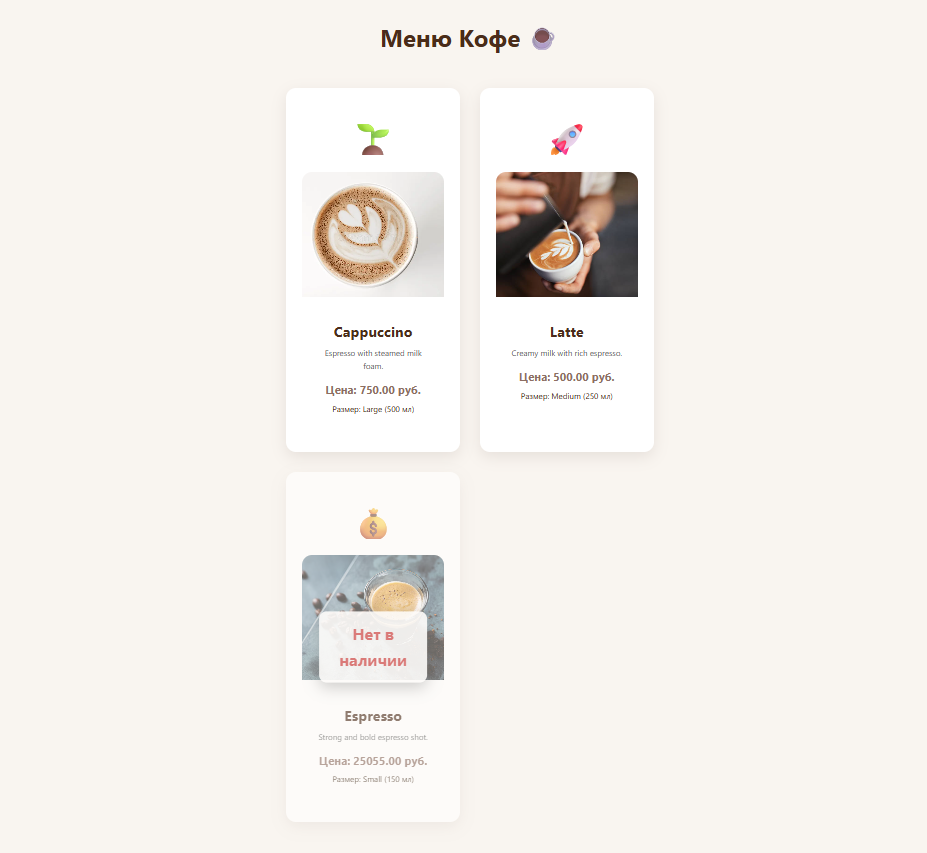 Меню Кофе
Cappuccino
Espresso with steamed milk
foam.
Цена: 750.00 руб.
Размер: Large (500 мл)
Latte
Creamy milk with rich espresso.
Цена: 500.00 руб.
Размер: Medium (250 мл)
$
Нет в
наличии
Espresso
Strong and bold espresso shot.
Цена: 25055.00 руб.
Размер: Small (150 мл)